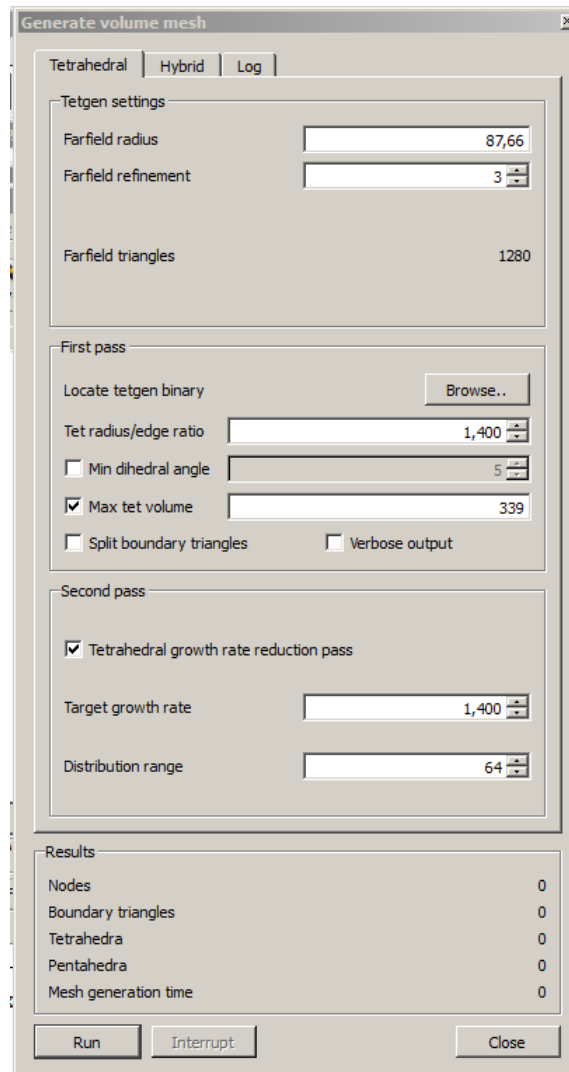 Generate volume mesh
Tetrahedral Hybrid Log
Tetgen settings
Farfield radius 87,66
Farfield refinement 3
Farfield triangles 1280
First pass
Locate tetgen binary Browse..
Tet radius/edge ratio 1,400
Min dihedral angle 5
Max tet volume 339
Split boundary triangles Verbose output
Second pass
Tetrahedral growth rate reduction pass
Target growth rate 1,400
Distribution range 64
Results
Nodes 0
Boundary triangles 0
Tetrahedra 0
Pentahedra 0
Mesh generation time 0
Run Interrupt Close